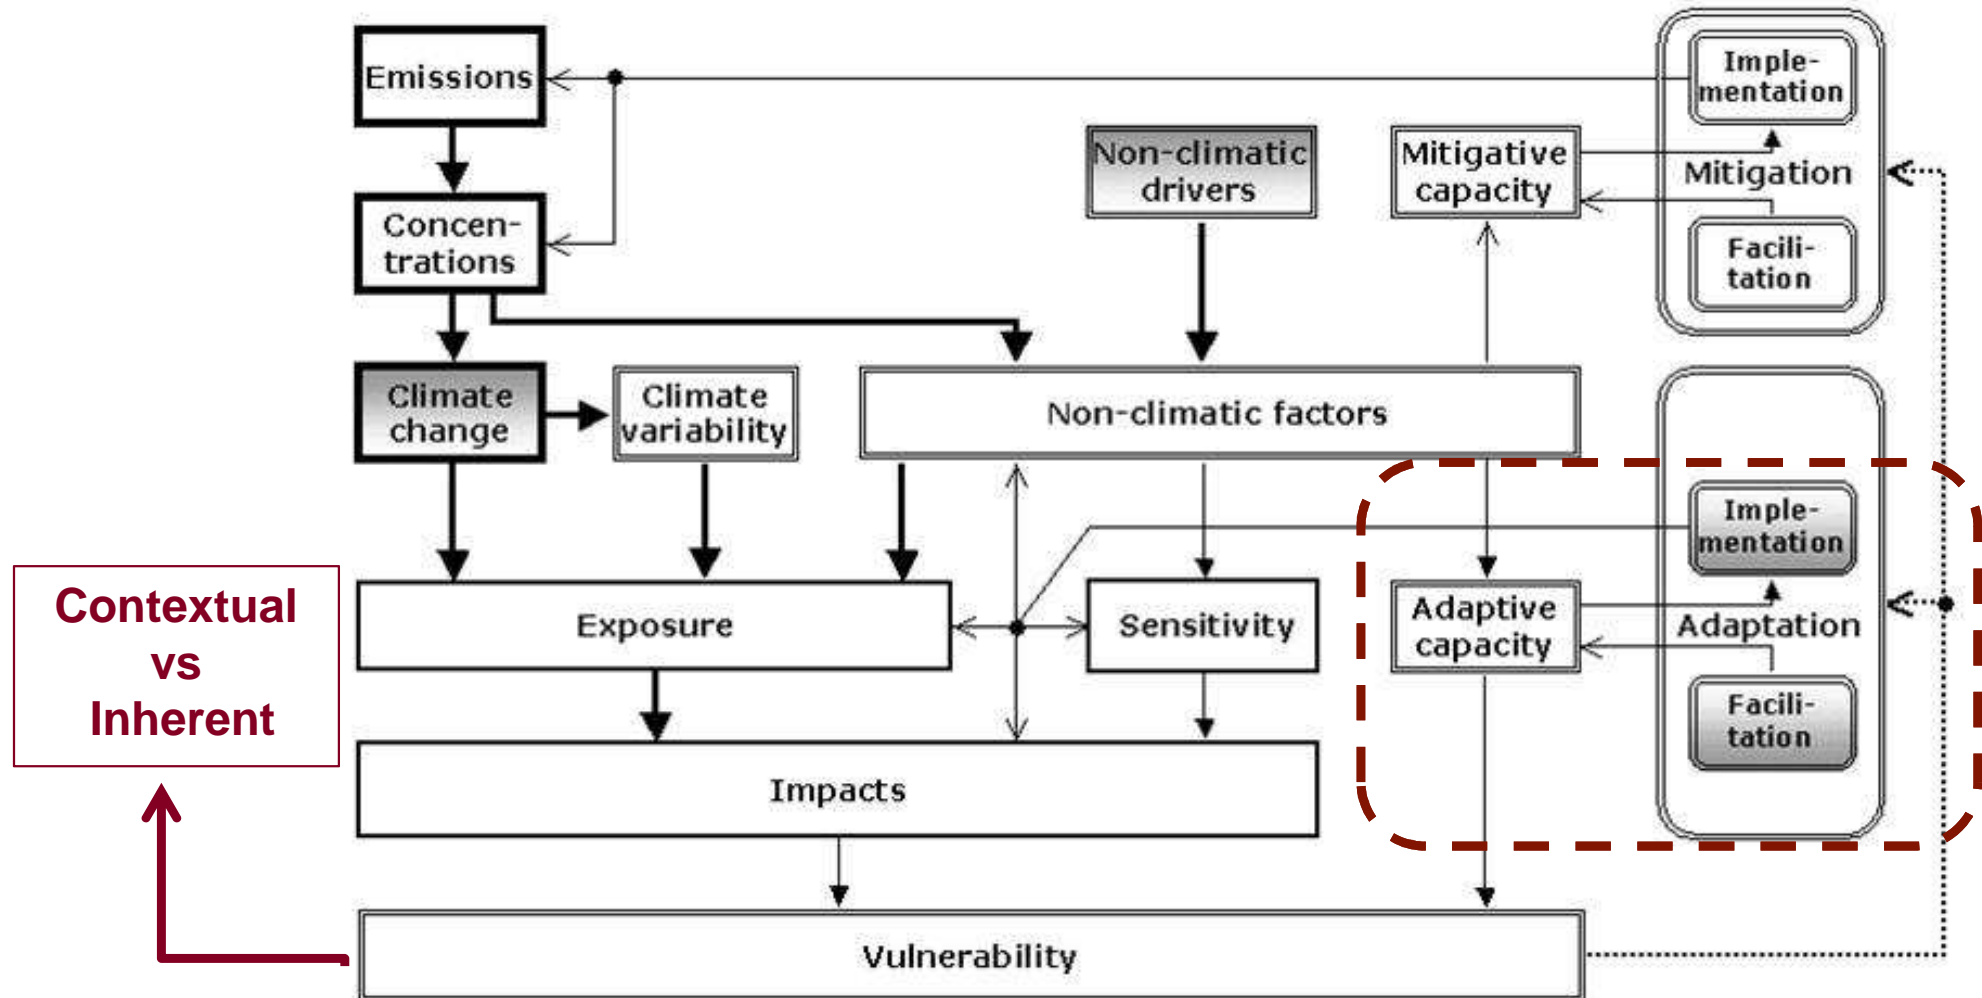 Emissions
Imple-
mentation
Non-climatic
drivers
Mitigative
capacity
Mitigation
Concen-
trations
Facili-
tation
Climate
change
Climate
variability
Non-climatic factors
Imple-
mentation
Contextual
vs
Inherent
Exposure
Sensitivity
Adaptive
capacity
Adaptation
Facili-
tation
Impacts
Vulnerability